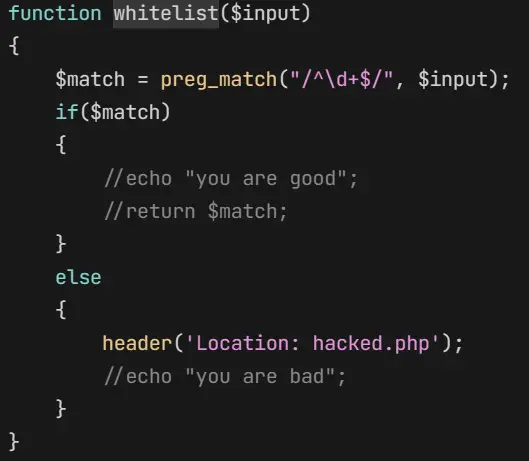 function whitelist($input)
{
    $match = preg_match("/^\d+$/", $input);
    if($match)
    {
        //echo "you are good";
        //return $match;
    }
    else
    {
        header('Location: hacked.php');
        //echo "you are bad";
    }
}